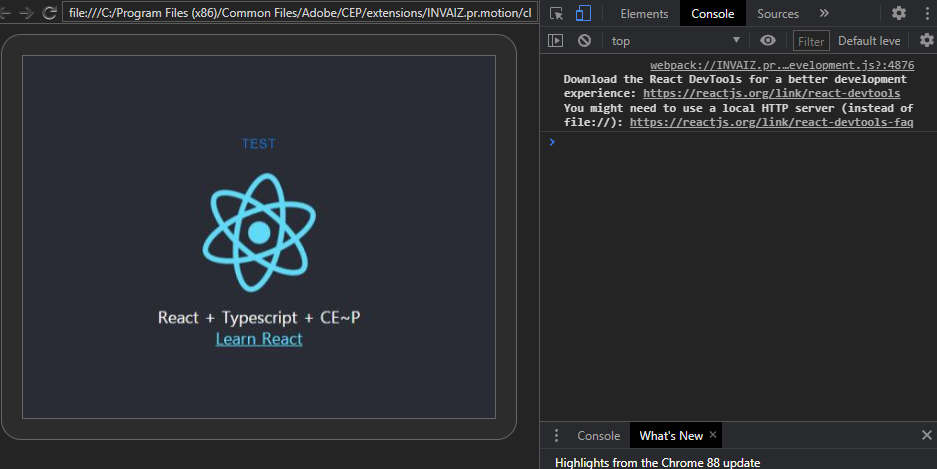 file:///C:/Program Files (x86)/Common Files/Adobe/CEP/extensions/INVAIZ.pr.motion/cl
Elements
Console
Sources
»
top
Filter
Default leve
webpack://INVAIZ.pr.…evelopment.js?:4876
Download the React DevTools for a better development
experience: https://reactjs.org/link/react-devtools
You might need to use a local HTTP server (instead of
file://): https://reactjs.org/link/react-devtools-faq
TEST
React + Typescript + CE~P
Learn React
Console
What's New
Highlights from the Chrome 88 update